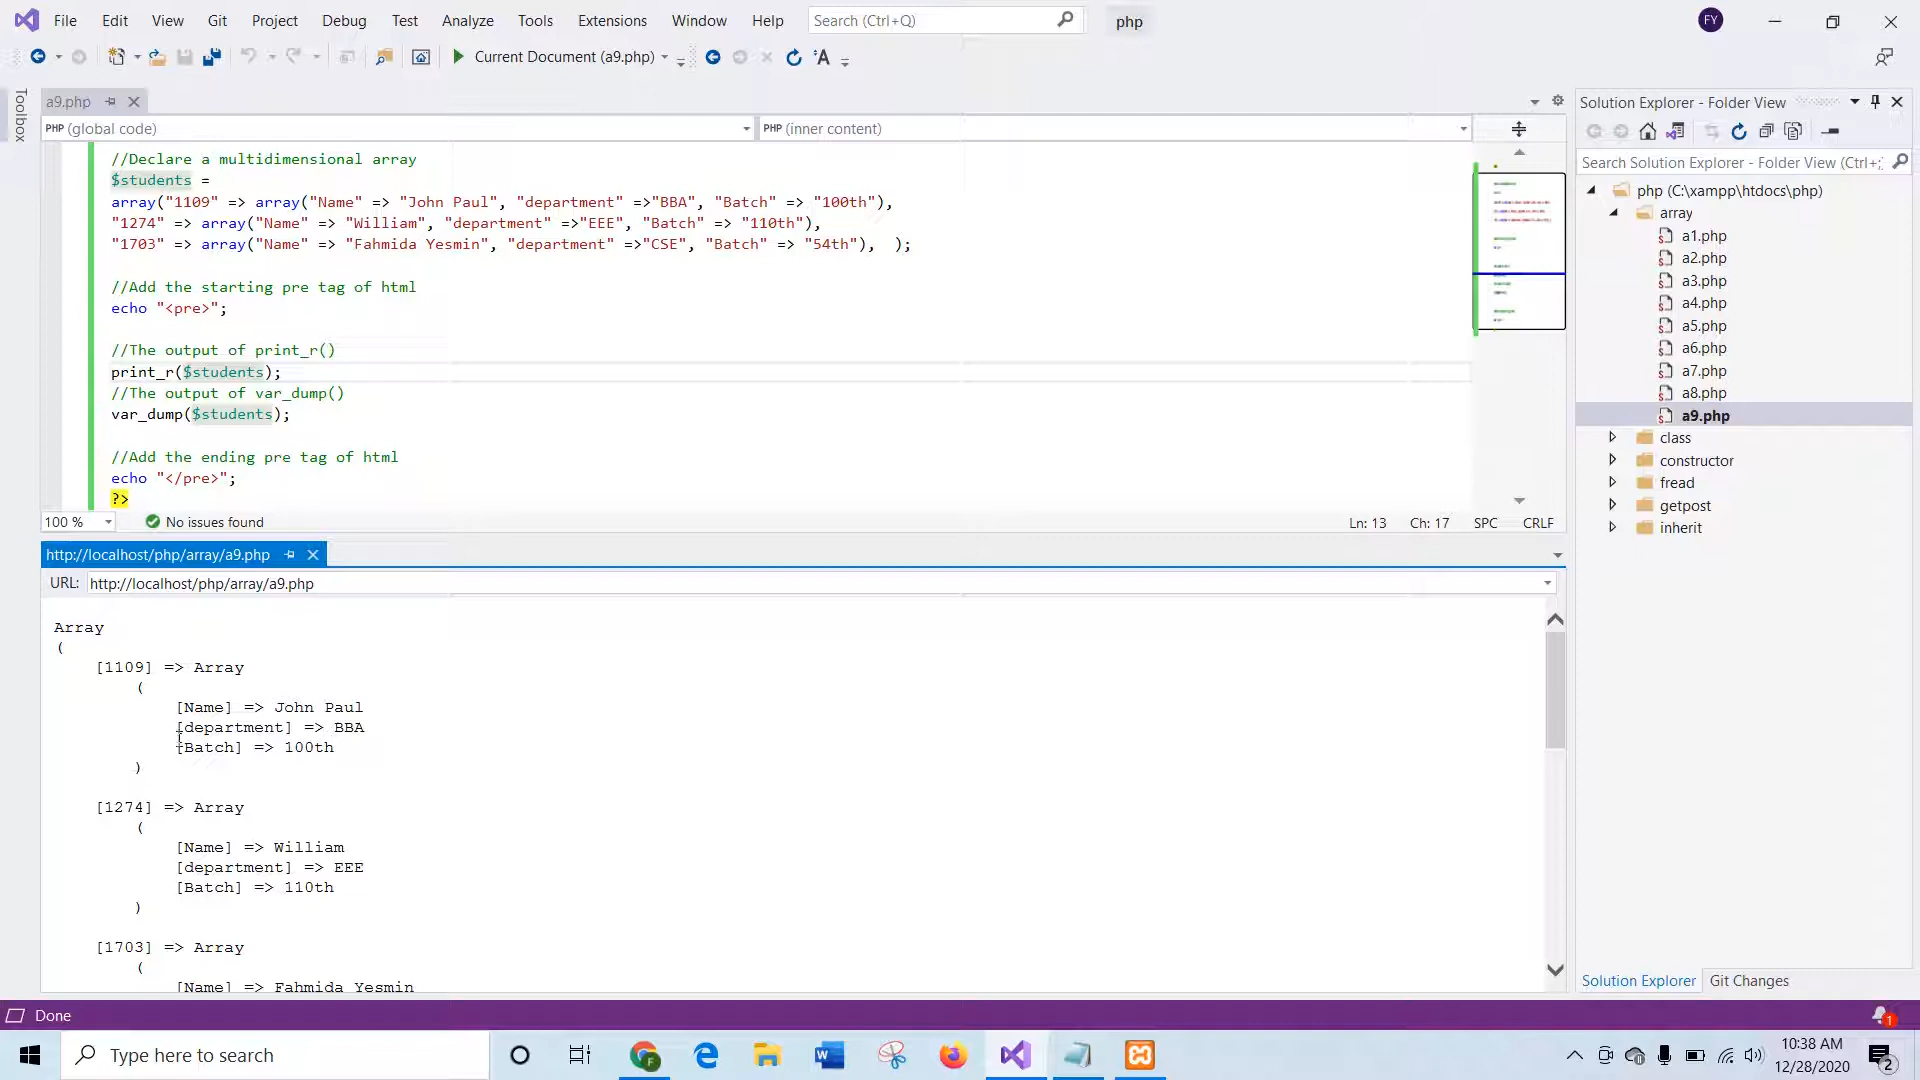 File Edit View Git Project Debug Test Analyze Tools Extensions Window Help Search (Ctrl+Q) php FY
Current Document (a9.php)
Toolbox
a9.php
PHP (global code) PHP (inner content)
//Declare a multidimensional array
$students =
array("1109" => array("Name" => "John Paul", "department" =>"BBA", "Batch" => "100th"),
"1274" => array("Name" => "William", "department" =>"EEE", "Batch" => "110th"),
"1703" => array("Name" => "Fahmida Yesmin", "department" =>"CSE", "Batch" => "54th"),  );
//Add the starting pre tag of html
echo "<pre>";
//The output of print_r()
print_r($students);
//The output of var_dump()
var_dump($students);
//Add the ending pre tag of html
echo "</pre>";
?>
100 % No issues found Ln: 13 Ch: 17 SPC CRLF
http://localhost/php/array/a9.php
URL: http://localhost/php/array/a9.php
Array
(
[1109] => Array
(
[Name] => John Paul
[department] => BBA
[Batch] => 100th
)
[1274] => Array
(
[Name] => William
[department] => EEE
[Batch] => 110th
)
[1703] => Array
(
[Name] => Fahmida Yesmin
Solution Explorer - Folder View
Search Solution Explorer - Folder View (Ctrl+;)
php (C:\xampp\htdocs\php)
array
a1.php
a2.php
a3.php
a4.php
a5.php
a6.php
a7.php
a8.php
a9.php
class
constructor
fread
getpost
inherit
Solution Explorer Git Changes
Done 1
Type here to search
10:38 AM
12/28/2020
2